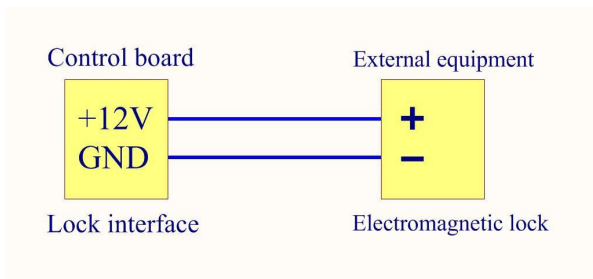 Control board
External equipment
+12V
+
GND
−
Lock interface
Electromagnetic lock